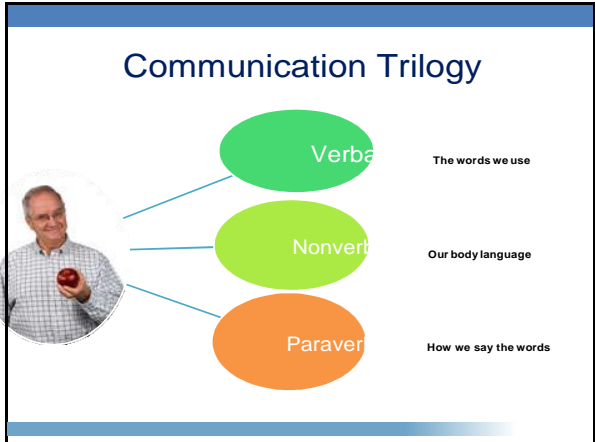 Communication Trilogy
Verba
The words we use
Nonverb
Our body language
Paraver
How we say the words